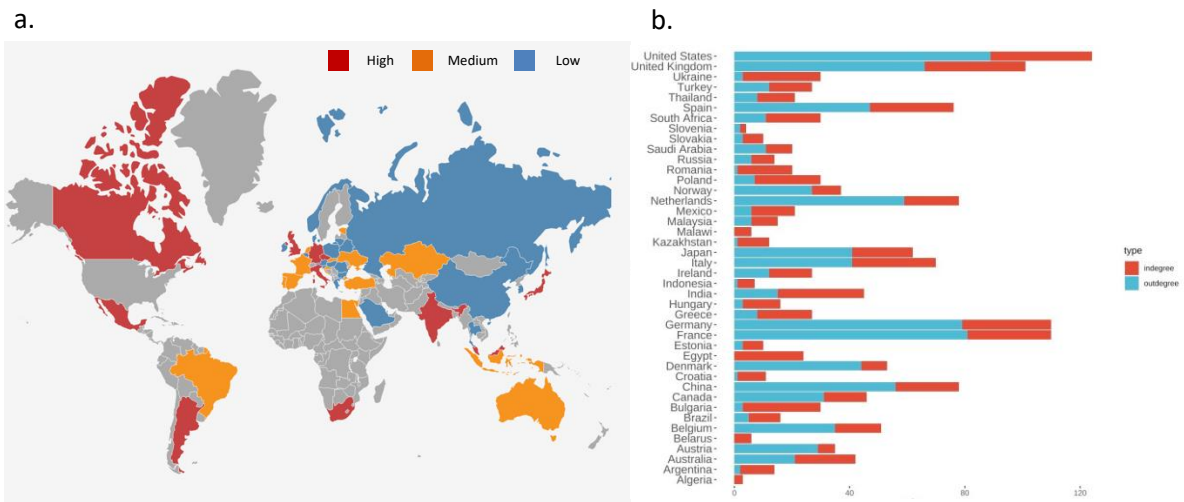 a.
High Medium Low
b.
United States
United Kingdom
Ukraine
Turkey
Thailand
Spain
South Africa
Slovenia
Slovakia
Saudi Arabia
Russia
Romania
Poland
Norway
Netherlands
Mexico
Malaysia
Malawi
Kazakhstan
Japan
Italy
Ireland
Indonesia
India
Hungary
Greece
Germany
France
Estonia
Egypt
Denmark
Croatia
China
Canada
Bulgaria
Brazil
Belgium
Belarus
Austria
Australia
Argentina
Algeria
0 40 80 120
type
indegree
outdegree